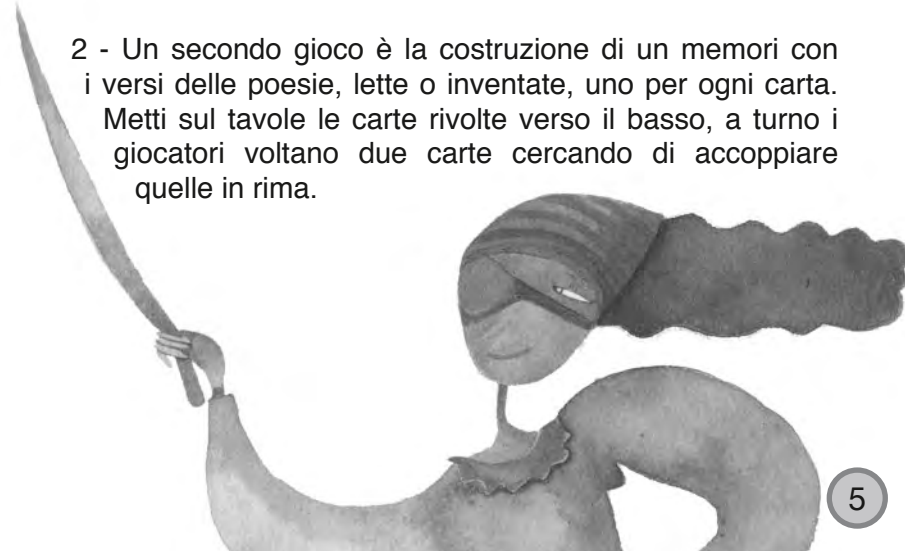 2 - Un secondo gioco è la costruzione di un memori con
i versi delle poesie, lette o inventate, uno per ogni carta.
Metti sul tavole le carte rivolte verso il basso, a turno i
giocatori voltano due carte cercando di accoppiare
quelle in rima.
5